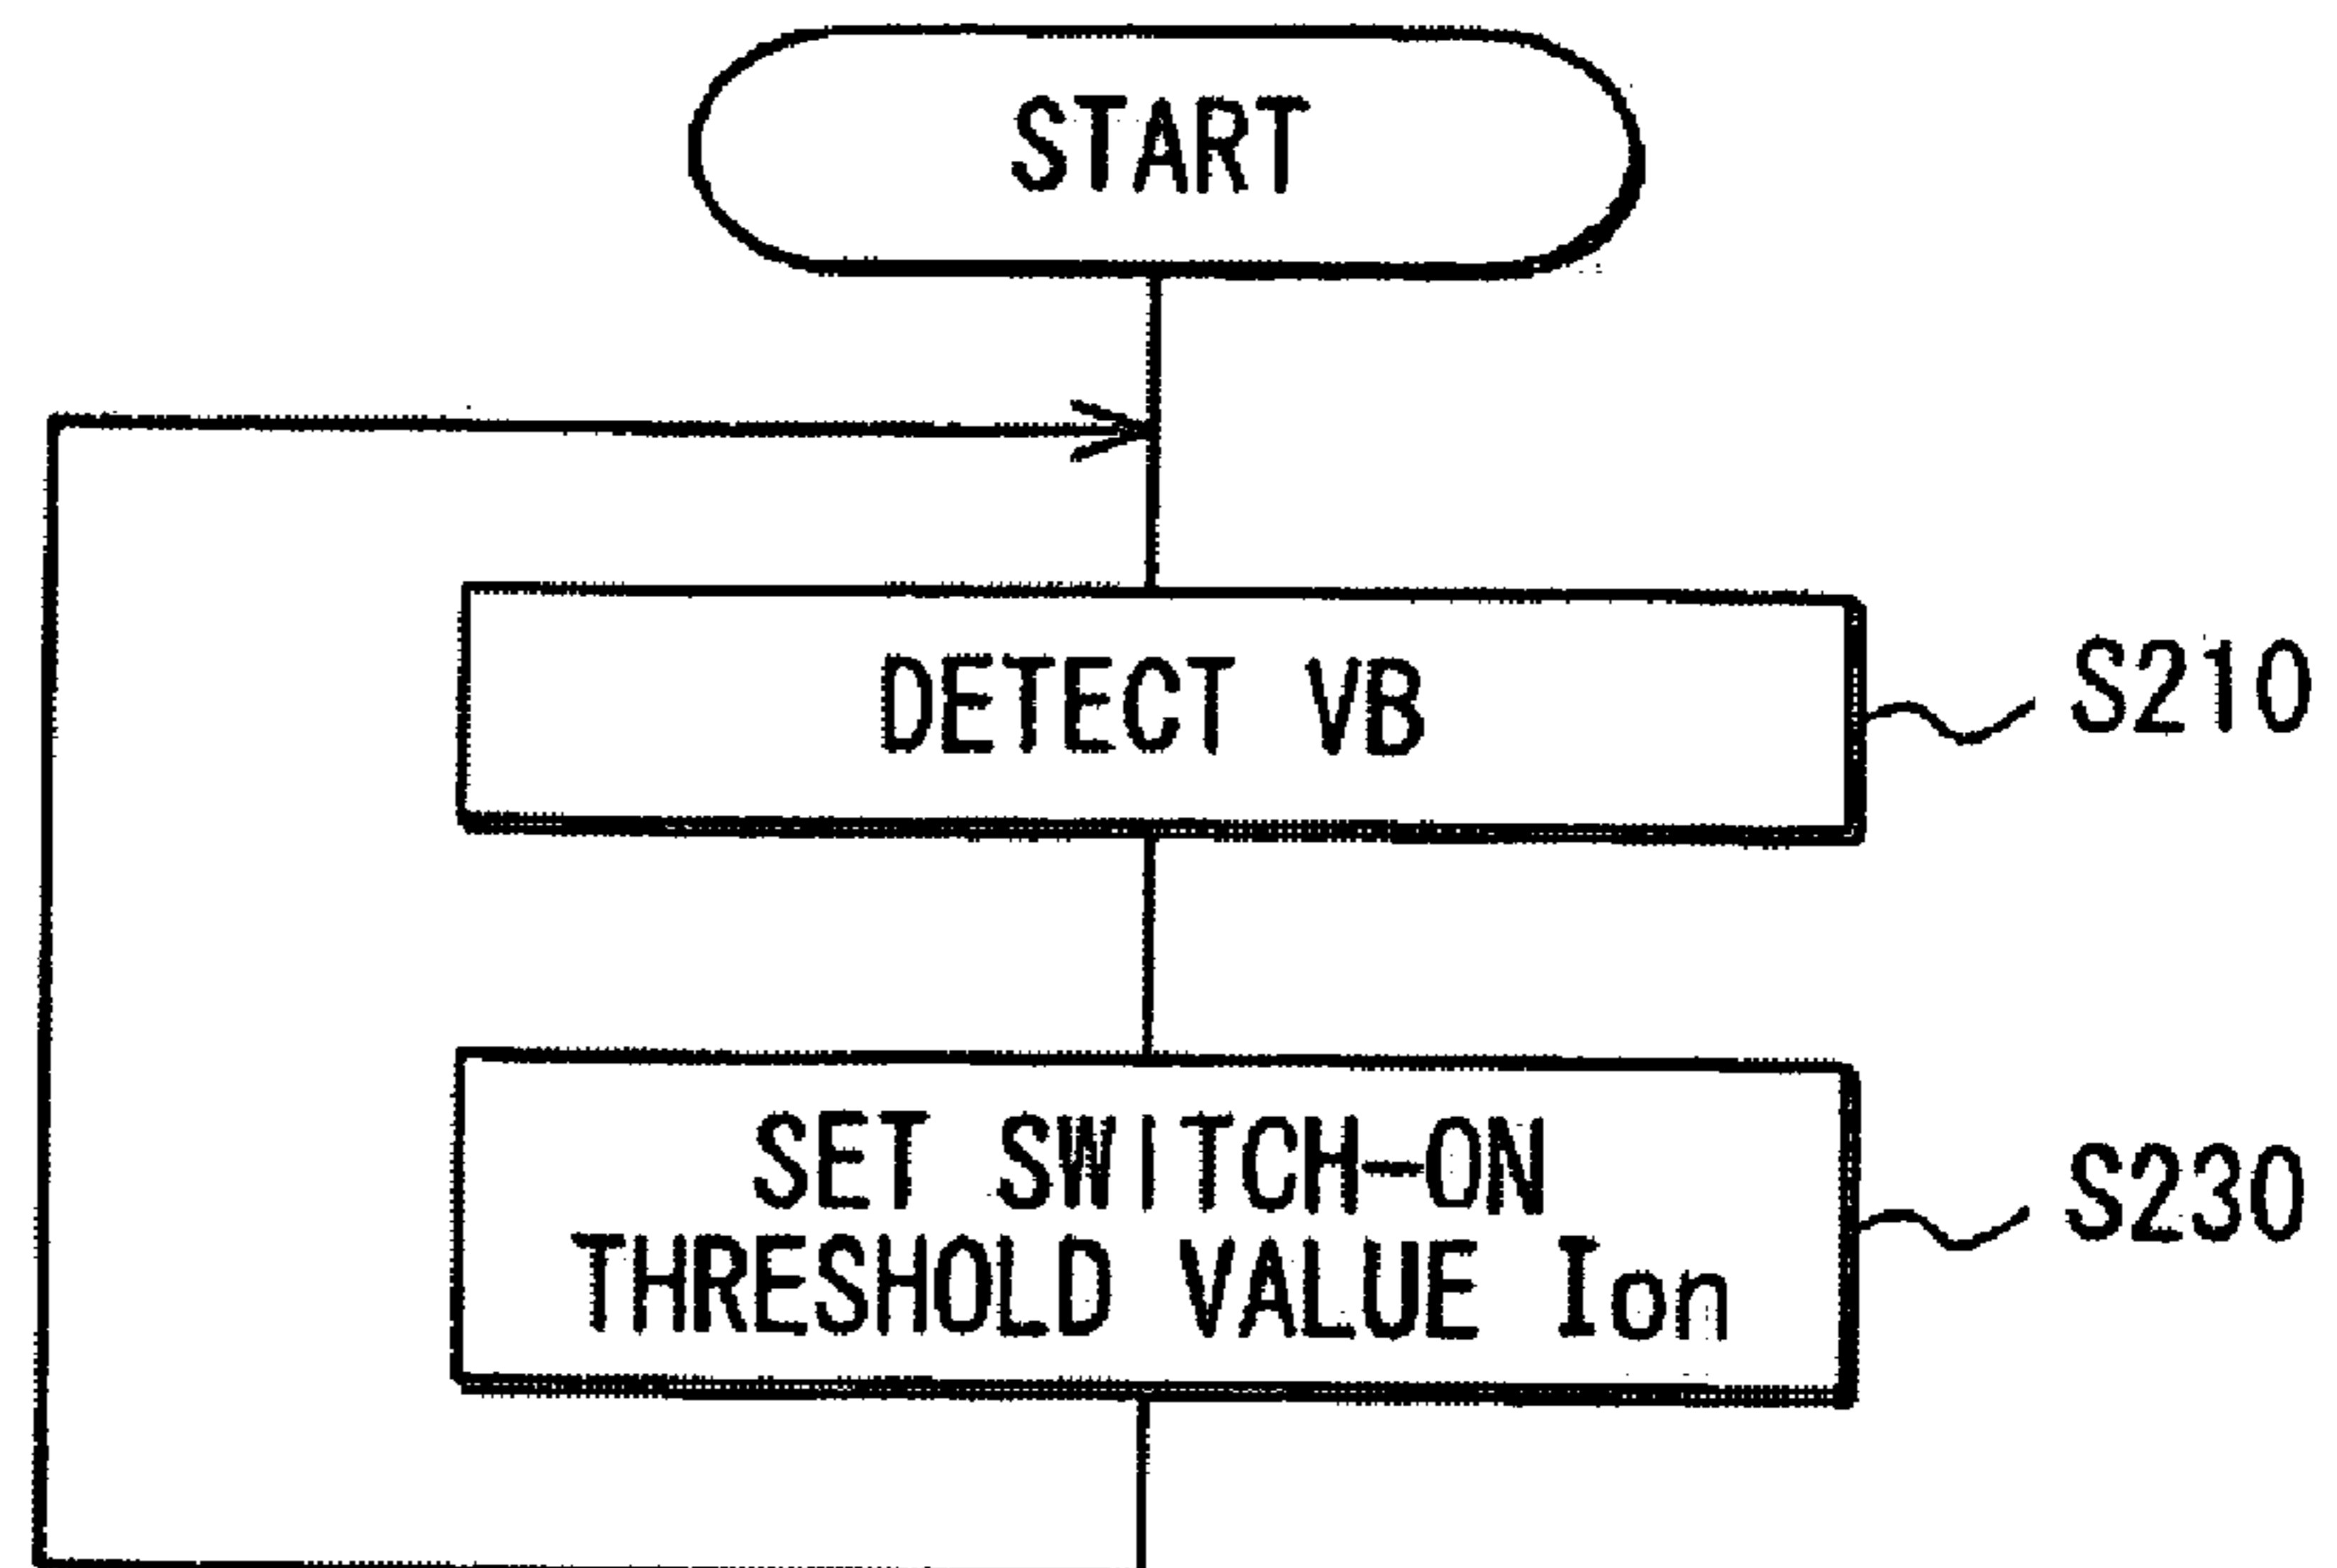 START
DETECT VB
S210
SET SWITCH-ON
THRESHOLD VALUE Ion
S230